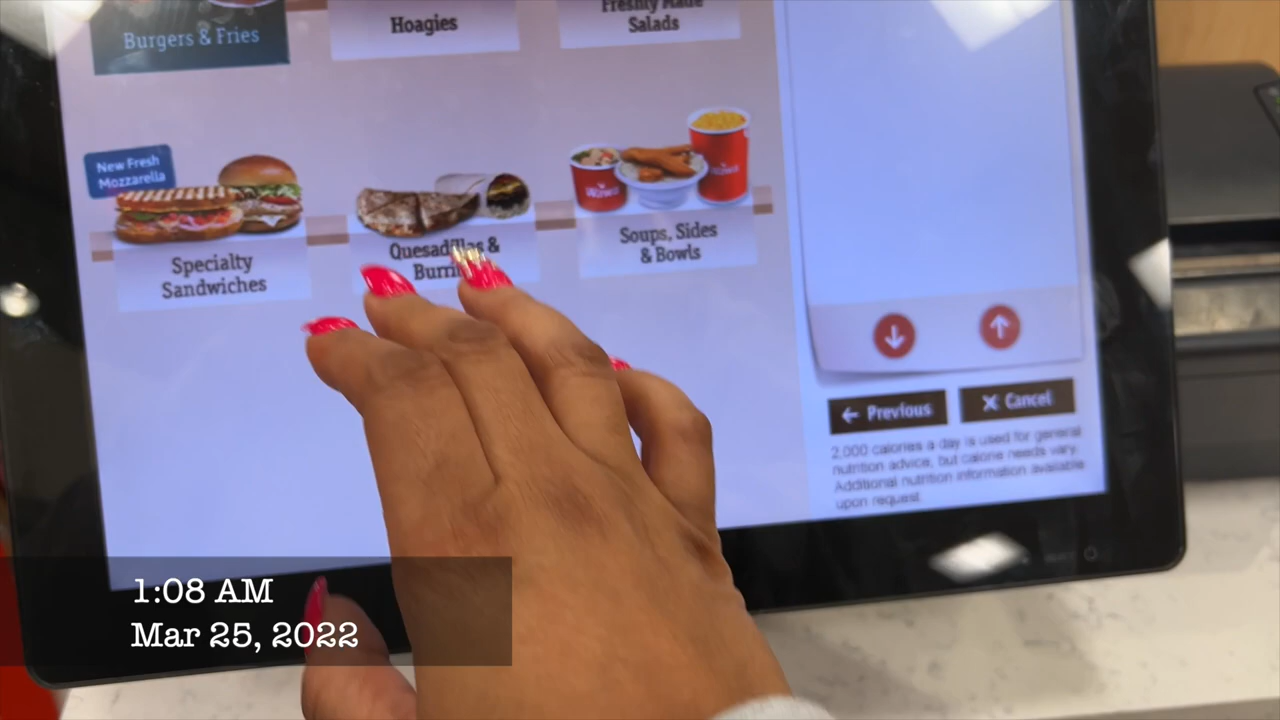 Burgers & Fries
Hoagies
Freshly Made
Salads
New Fresh
Mozzarella
Specialty
Sandwiches
Quesadillas &
Soups, Sides
& Bowls
Wawa
Wawa
← Previous
X Cancel
2,000 calories a day is used for general
nutrition advice, but calorie needs vary.
Additional nutrition information available
upon request.
1:08 AM
Mar 25, 2022